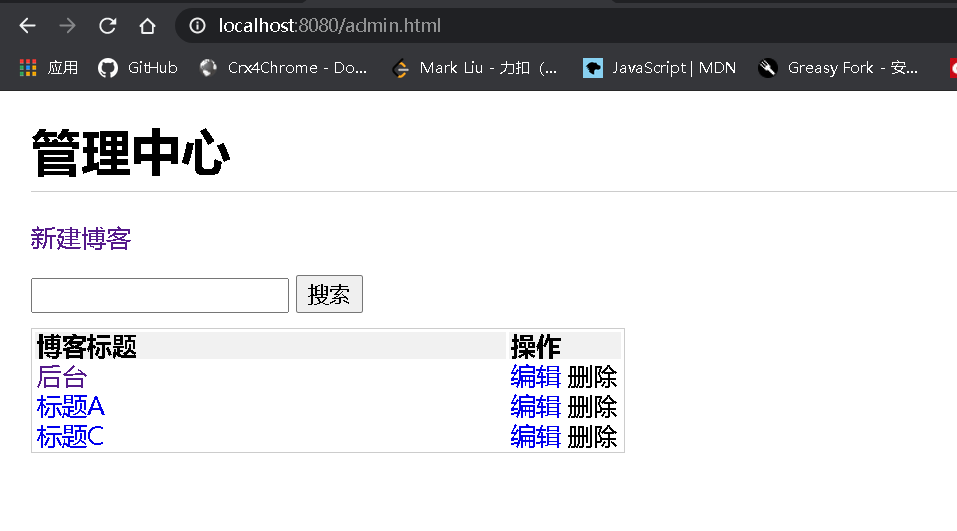 localhost:8080/admin.html
应用 GitHub Crx4Chrome - Do... Mark Liu - 力扣（... JavaScript | MDN Greasy Fork - 安...
管理中心
新建博客
搜索
博客标题 操作
后台 编辑 删除
标题A 编辑 删除
标题C 编辑 删除